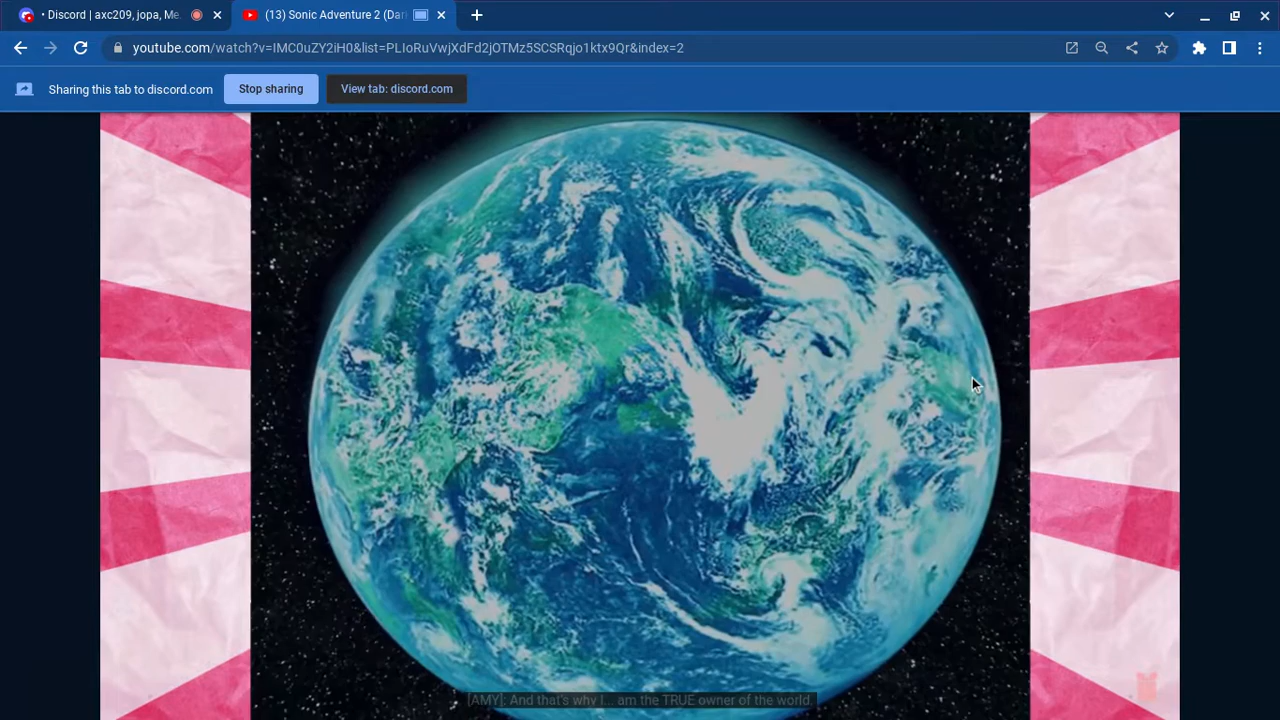 • Discord | axc209, jopa, Me.
(13) Sonic Adventure 2 (Dar
youtube.com/watch?v=IMC0uZY2iH0&list=PLIoRuVwjXdFd2jOTMz5SCSRqjo1ktx9Qr&index=2
Sharing this tab to discord.com
Stop sharing
View tab: discord.com
[AMY]: And that's why I... am the TRUE owner of the world.